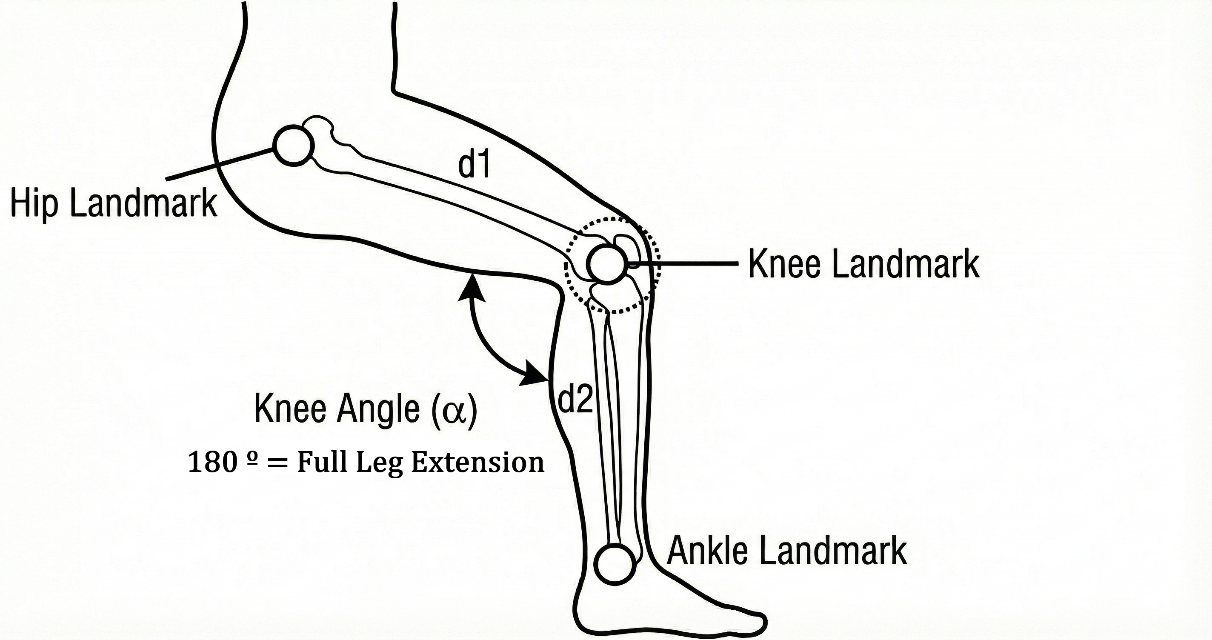 d1
Hip Landmark
Knee Landmark
d2
Knee Angle (α)
180 º = Full Leg Extension
Ankle Landmark